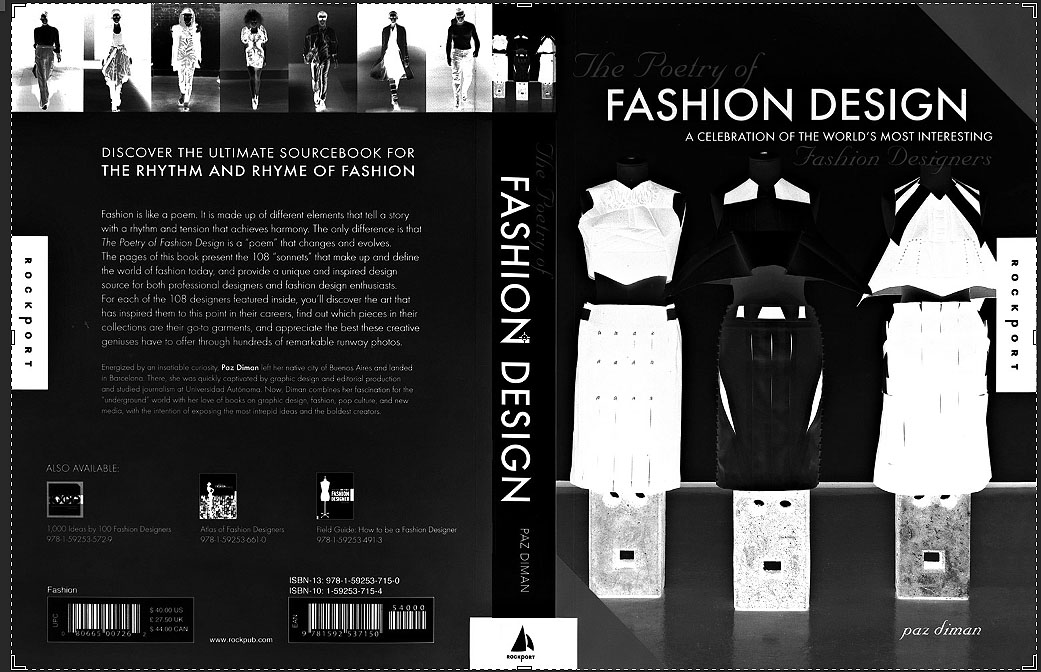 DISCOVER THE ULTIMATE SOURCEBOOK FOR
THE RHYTHM AND RHYME OF FASHION
Fashion is like a poem. It is made up of different elements that tell a story
with a rhythm and tension that achieves harmony. The only difference is that
The Poetry of Fashion Design is a “poem” that changes and evolves.
The pages of this book present the 108 “sonnets” that make up and define
the world of fashion today, and provide a unique and inspired design
source for both professional designers and fashion design enthusiasts.
For each of the 108 designers featured inside, you’ll discover the art that
has inspired them to this point in their careers, find out which pieces in their
collections are their go-to garments, and appreciate the best these creative
geniuses have to offer through hundreds of remarkable runway photos.
Energized by an insatiable curiosity, Paz Diman left her native city of Buenos Aires and landed
in Barcelona. There, she was quickly captivated by graphic design and editorial production
and studied journalism at Universidad Autónoma. Now, Diman combines her fascination for the
“underground” world with her love of books on graphic design, fashion, pop culture, and new
media, with the intention of exposing the most intrepid ideas and the boldest creators.
ROCKPORT
ALSO AVAILABLE:
FASHION
DESIGNER
1,000 Ideas by 100 Fashion Designers
978-1-59253-572-9
Atlas of Fashion Designers
978-1-59253-661-0
Field Guide: How to be a Fashion Designer
978-1-59253-491-3
Fashion
UPC
0 80665 00726 2
$ 40.00 US
£ 27.50 UK
$ 44.00 CAN
www.rockpub.com
ISBN-13: 978-1-59253-715-0
ISBN-10: 1-59253-715-4
EAN
9 781592 537150
54000
The Poetry of
FASHION DESIGN
PAZ DIMAN
ROCKPORT
The Poetry of
FASHION DESIGN
A CELEBRATION OF THE WORLD’S MOST INTERESTING
Fashion Designers
ROCKPORT
paz diman